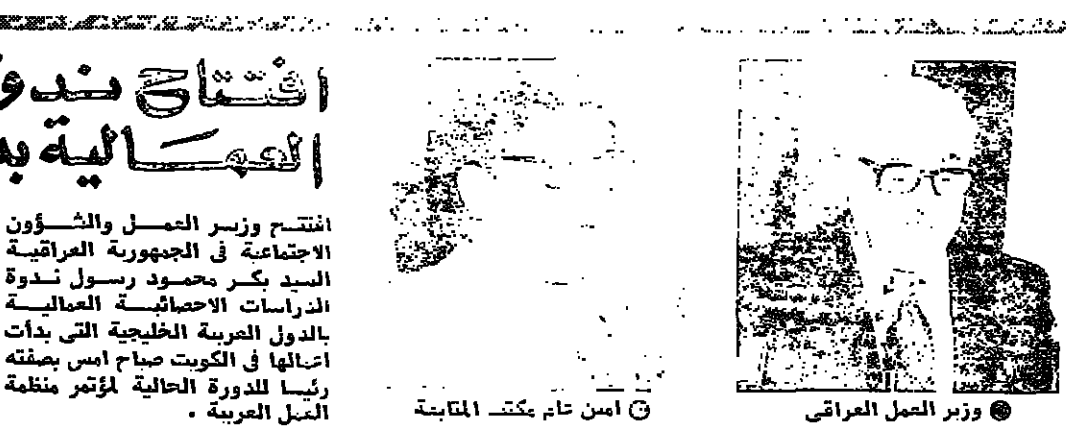 افتتاح ندو
العمالية بد
افتتح وزير العمل والشؤون
الاجتماعية في الجمهورية العراقية
السيد بكر محمود رسول ندوة
الدراسات الاحصائية العمالية
بالدول العربية الخليجية التي بدأت
اعمالها في الكويت صباح امس بصفته
رئيسا للدورة الحالية لمؤتمر منظمة
العمل العربية .
امين عام مكتب المتابعة
وزير العمل العراقي